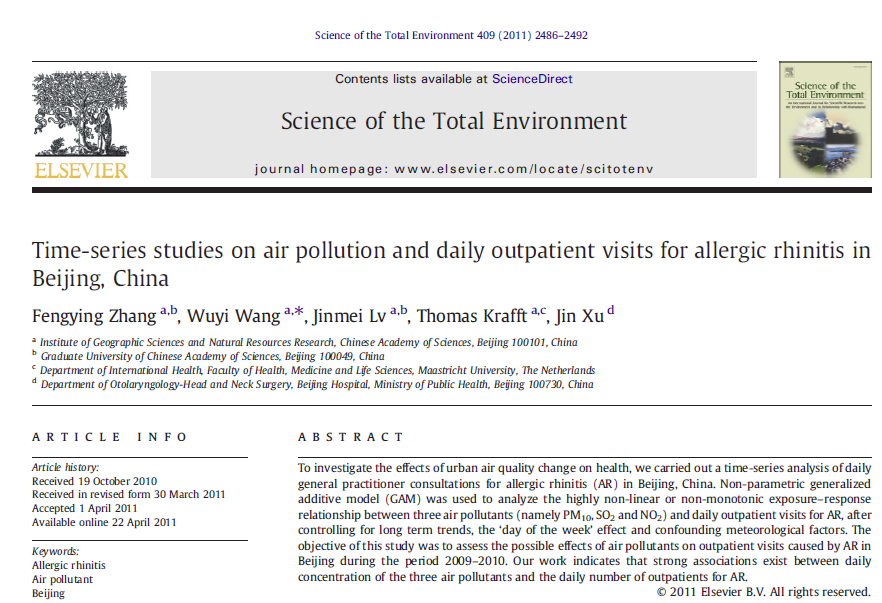 Science of the Total Environment 409 (2011) 2486–2492
Contents lists available at ScienceDirect
Science of the Total Environment
journal homepage: www.elsevier.com/locate/scitotenv
ELSEVIER
Science of the
Total Environment
Time-series studies on air pollution and daily outpatient visits for allergic rhinitis in
Beijing, China
Fengying Zhang a,b, Wuyi Wang a,*, Jinmei Lv a,b, Thomas Krafft a,c, Jin Xu d
a Institute of Geographic Sciences and Natural Resources Research, Chinese Academy of Sciences, Beijing 100101, China
b Graduate University of Chinese Academy of Sciences, Beijing 100049, China
c Department of International Health, Faculty of Health, Medicine and Life Sciences, Maastricht University, The Netherlands
d Department of Otolaryngology-Head and Neck Surgery, Beijing Hospital, Ministry of Public Health, Beijing 100730, China
ARTICLE INFO
Article history:
Received 19 October 2010
Received in revised form 30 March 2011
Accepted 1 April 2011
Available online 22 April 2011
Keywords:
Allergic rhinitis
Air pollutant
Beijing
ABSTRACT
To investigate the effects of urban air quality change on health, we carried out a time-series analysis of daily
general practitioner consultations for allergic rhinitis (AR) in Beijing, China. Non-parametric generalized
additive model (GAM) was used to analyze the highly non-linear or non-monotonic exposure–response
relationship between three air pollutants (namely PM10, SO2 and NO2) and daily outpatient visits for AR, after
controlling for long term trends, the 'day of the week' effect and confounding meteorological factors. The
objective of this study was to assess the possible effects of air pollutants on outpatient visits caused by AR in
Beijing during the period 2009–2010. Our work indicates that strong associations exist between daily
concentration of the three air pollutants and the daily number of outpatients for AR.
© 2011 Elsevier B.V. All rights reserved.